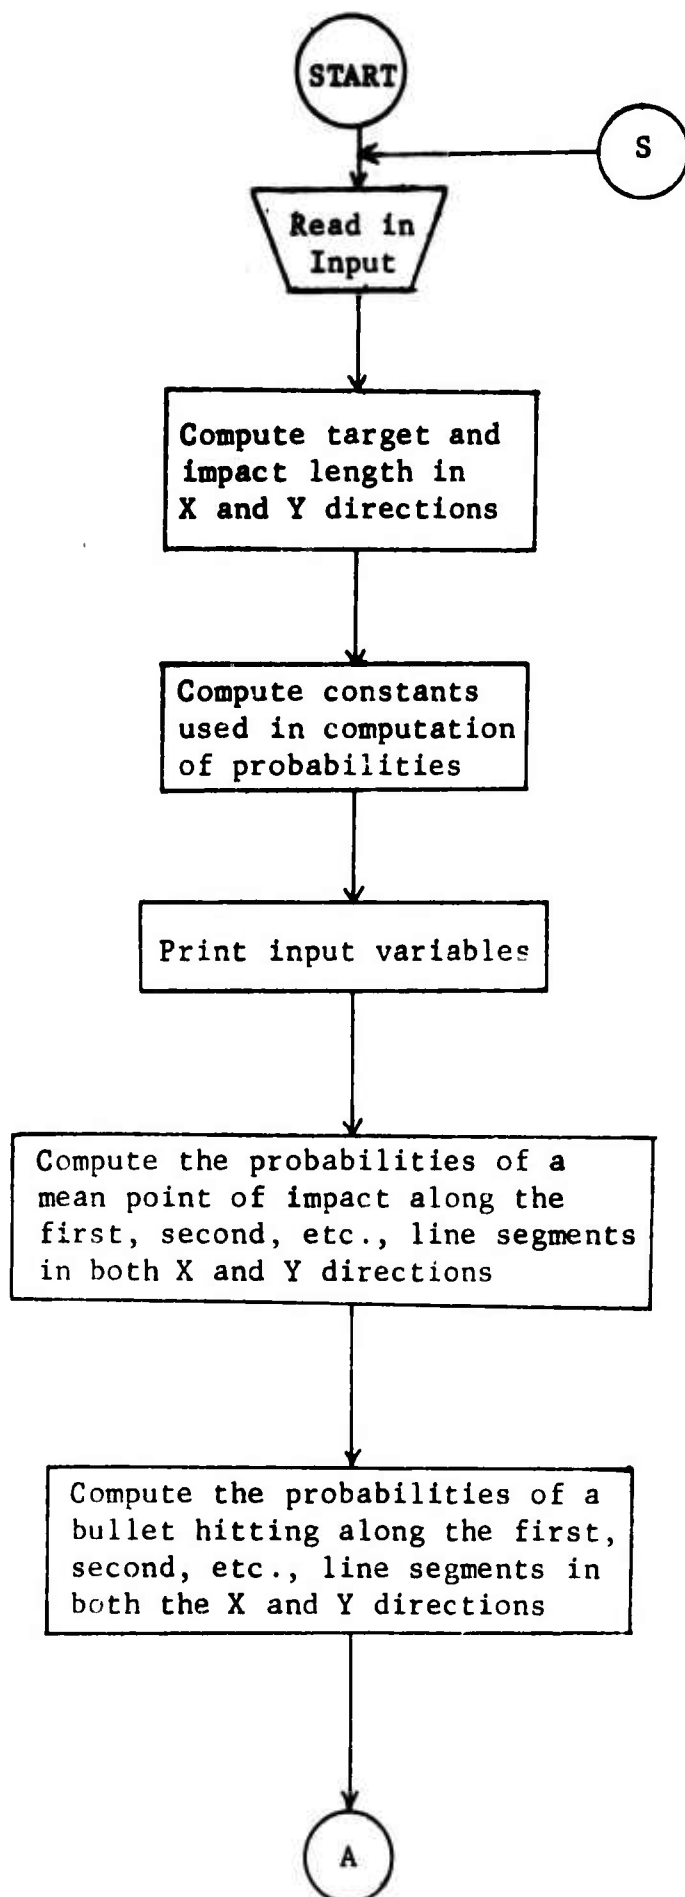 START
S
Read in
Input
Compute target and
impact length in
X and Y directions
Compute constants
used in computation
of probabilities
Print input variables
Compute the probabilities of a
mean point of impact along the
first, second, etc., line segments
in both X and Y directions
Compute the probabilities of a
bullet hitting along the first,
second, etc., line segments in
both the X and Y directions
A